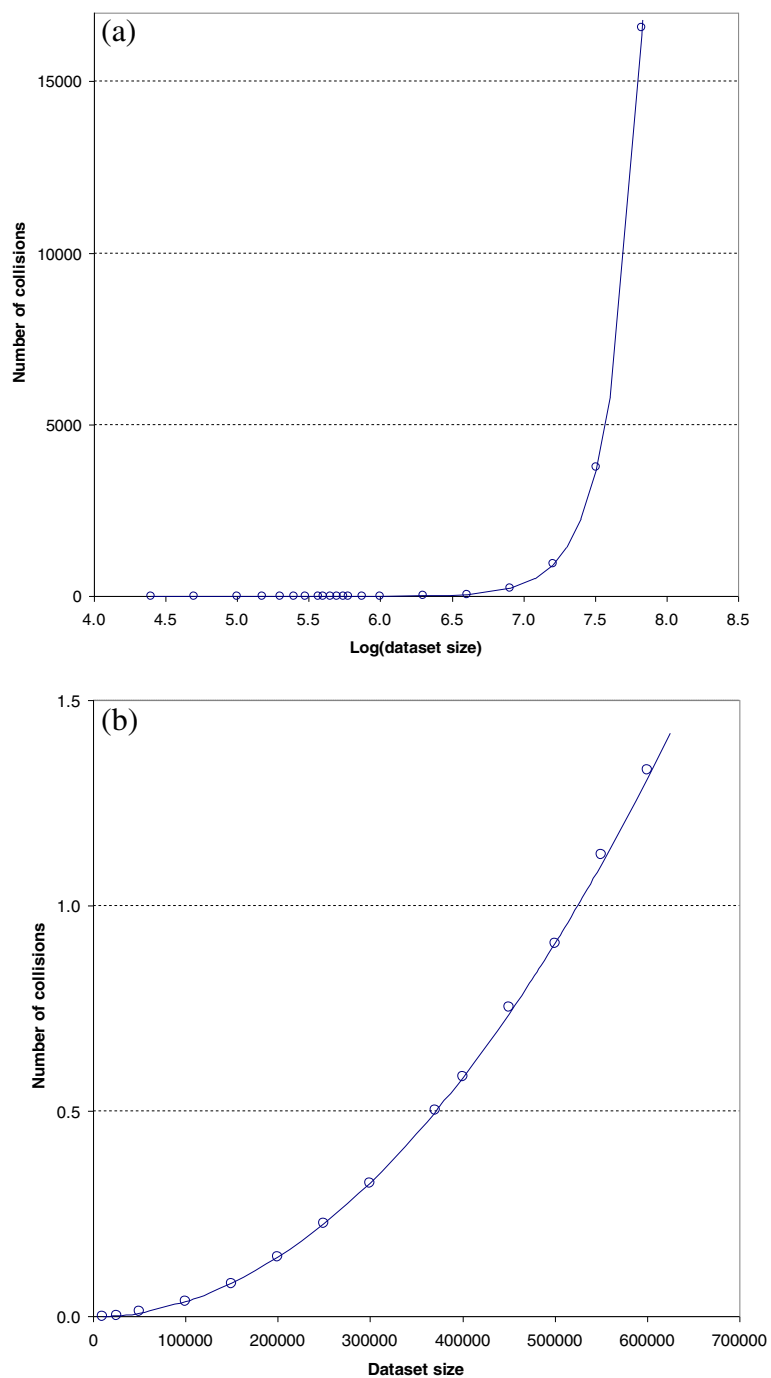 (a)
15000
10000
5000
0
Number of collisions
4.0 4.5 5.0 5.5 6.0 6.5 7.0 7.5 8.0 8.5
Log(dataset size)
(b)
1.5
1.0
0.5
0.0
Number of collisions
0 100000 200000 300000 400000 500000 600000 700000
Dataset size